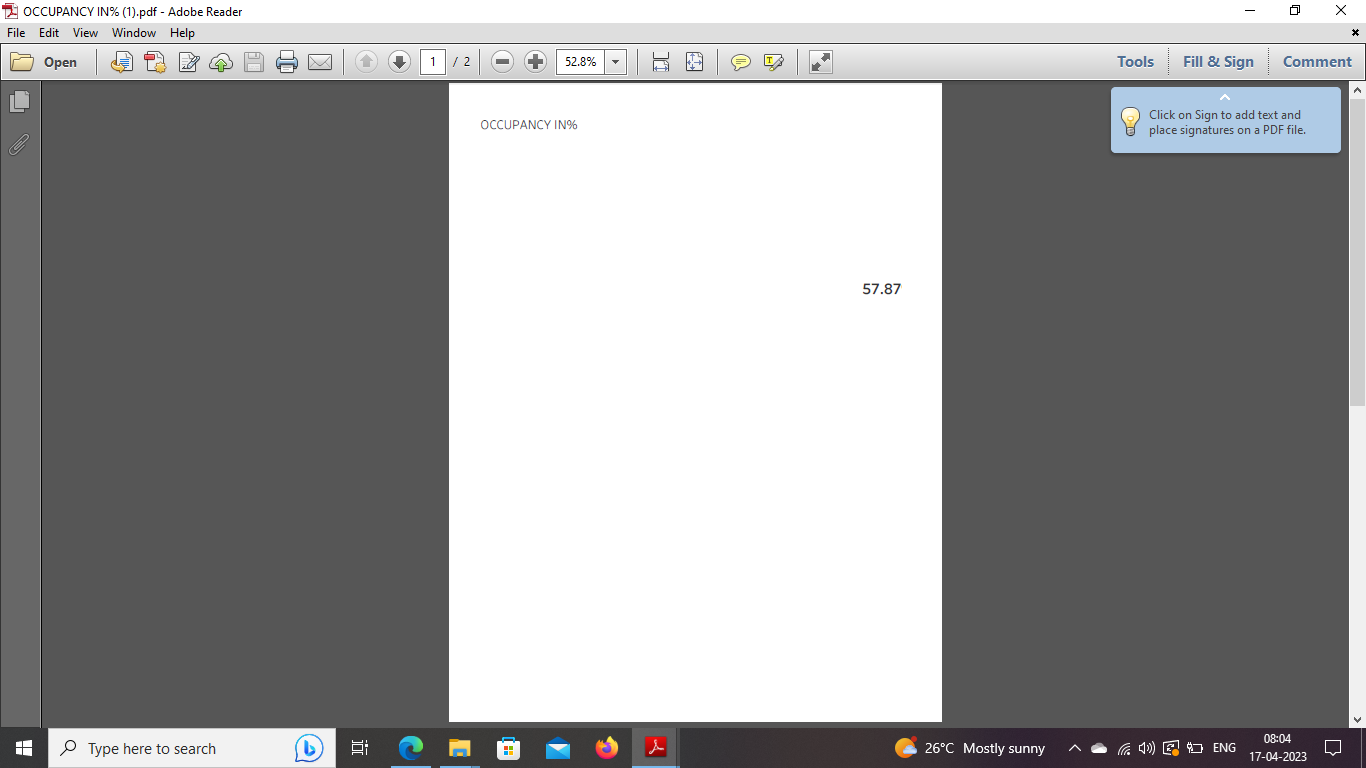 OCCUPANCY IN% (1).pdf - Adobe Reader
File Edit View Window Help
Open 1 / 2 52.8% Tools Fill & Sign Comment
Click on Sign to add text and
place signatures on a PDF file.
OCCUPANCY IN%
57.87
Type here to search 26°C Mostly sunny ENG 08:04
17-04-2023